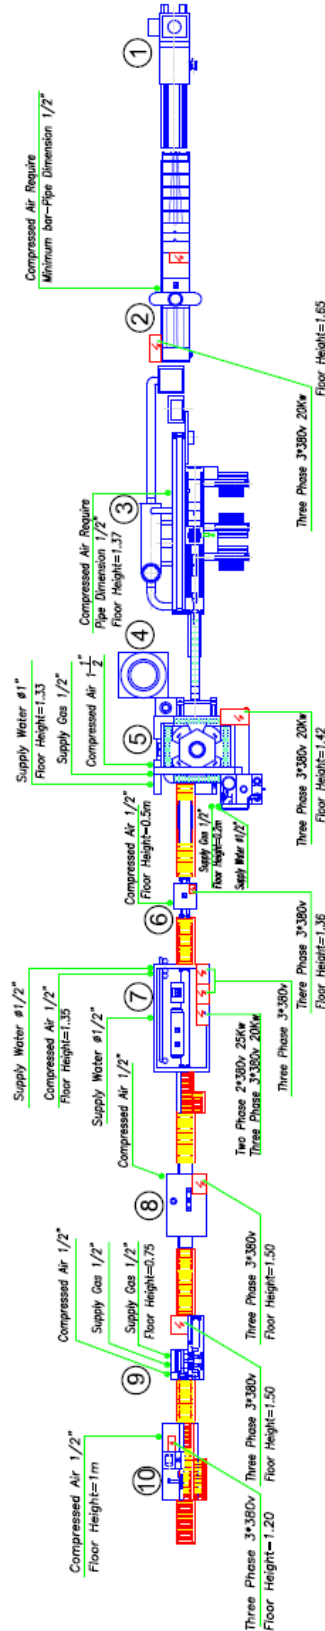 1
Compressed Air Require
Minimum bar-Pipe Dimension 1/2"
2
Three Phase 3*380v 20Kw
Floor Height=1.65
3
Compressed Air Require
Pipe Dimension 1/2"
Floor Height=1.37
4
Supply Water ø1"
Floor Height=1.33
Supply Gas 1/2"
Compressed Air 1-1/2"
5
Three Phase 3*380v 20Kw
Floor Height=1.42
Compressed Air 1/2"
Floor Height=0.5m
Supply Gas 1/2"
Floor Height=0.2m
Supply Water ø1/2"
6
There Phase 3*380v
Floor Height=1.36
Supply Water ø1/2"
Compressed Air 1/2"
Floor Height=1.35
Supply Water ø1/2"
7
Three Phase 3*380v
Two Phase 2*380v 25Kw
Three Phase 3*380v 20Kw
Compressed Air 1/2"
8
Three Phase 3*380v
Floor Height=1.50
Compressed Air 1/2"
Supply Gas 1/2"
Supply Gas 1/2"
Floor Height=0.75
9
Three Phase 3*380v
Floor Height=1.50
Compressed Air 1/2"
Floor Height=1m
10
Three Phase 3*380v
Floor Height=1.20